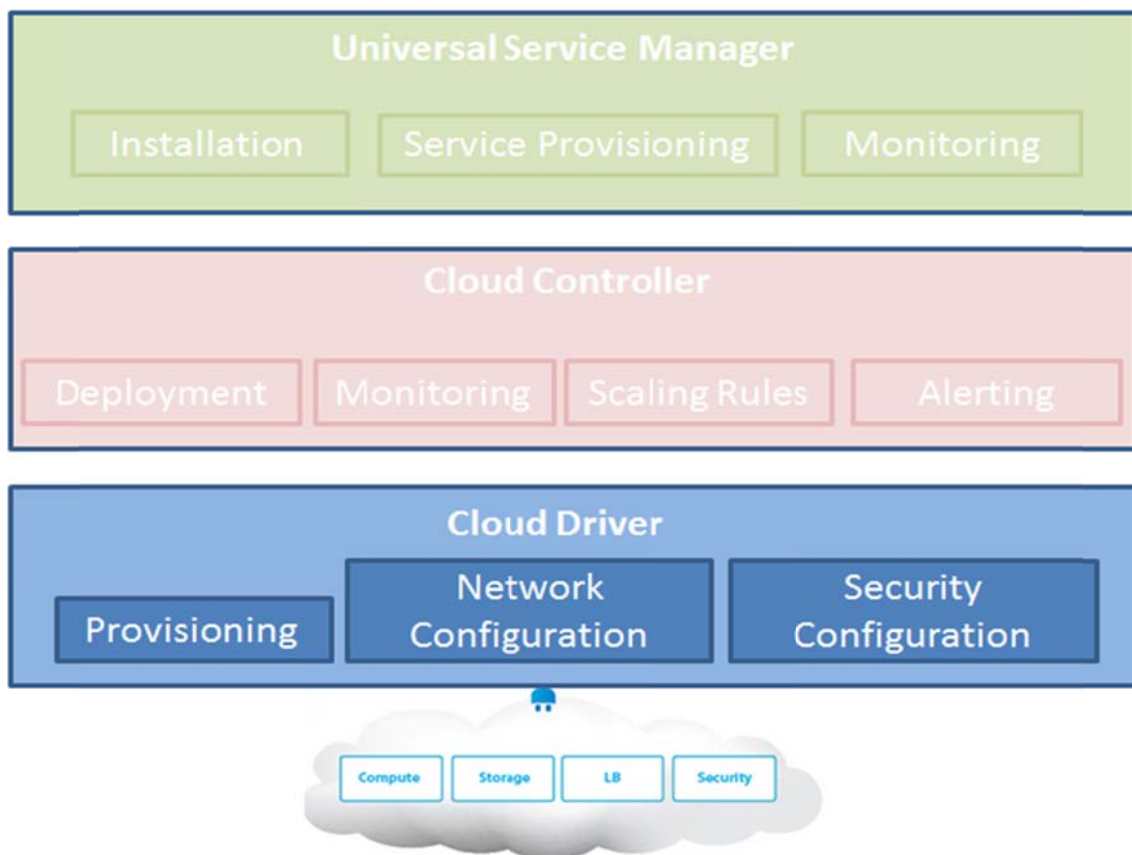 Universal Service Manager
Installation
Service Provisioning
Monitoring
Cloud Controller
Deployment
Monitoring
Scaling Rules
Alerting
Cloud Driver
Provisioning
Network
Configuration
Security
Configuration
Compute
Storage
LB
Security